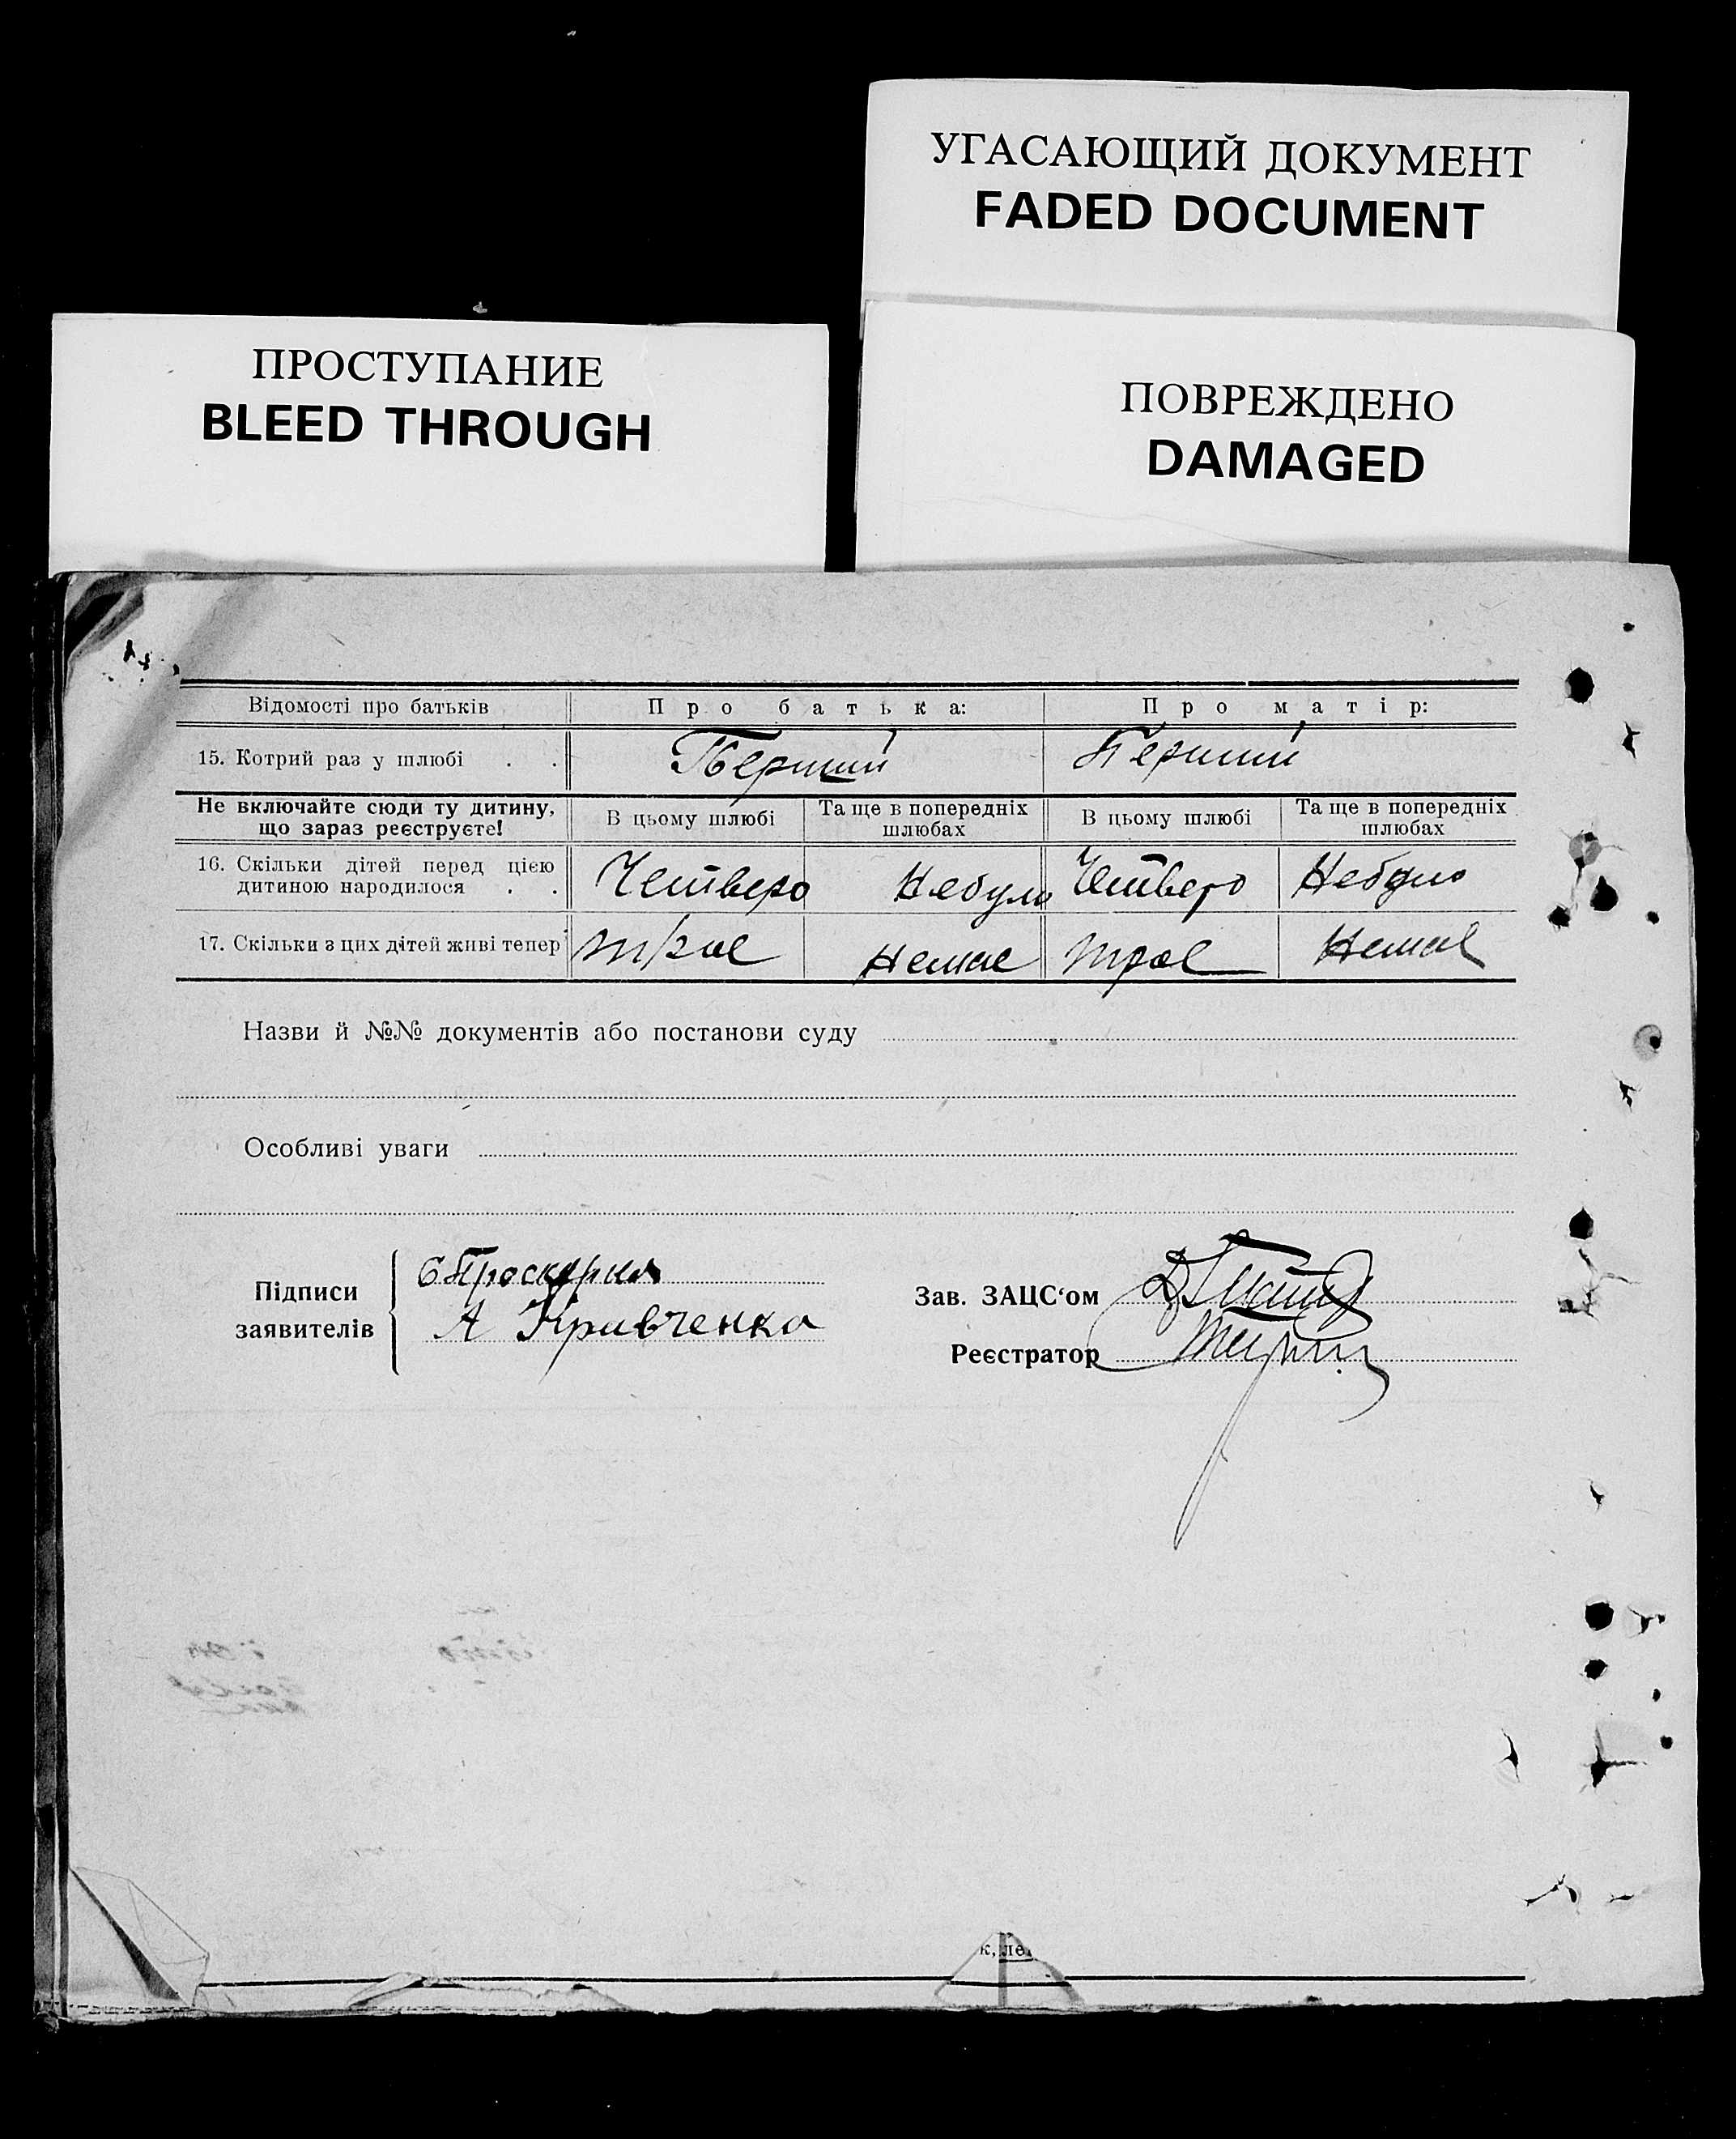 УГАСАЮЩИЙ ДОКУМЕНТ
FADED DOCUMENT
ПРОСТУПАНИЕ
BLEED THROUGH
ПОВРЕЖДЕНО
DAMAGED
Відомості про батьків Про батька: Про матір:
15. Котрий раз у шлюбі . . Перший Перший
Не включайте сюди ту дитину, що зараз реєструєте! В цьому шлюбі Та ще в попередніх шлюбах В цьому шлюбі Та ще в попередніх шлюбах
16. Скільки дітей перед цією
дитиною народилося . . Четверо Небуло Четверо Небуло
17. Скільки з цих дітей живі тепер троє Немає троє Немає
Назви й №№ документів або постанови суду
Особливі уваги
Підписи
заявителів
А Кравченко
Зав. ЗАЦС‘ом
Реєстратор